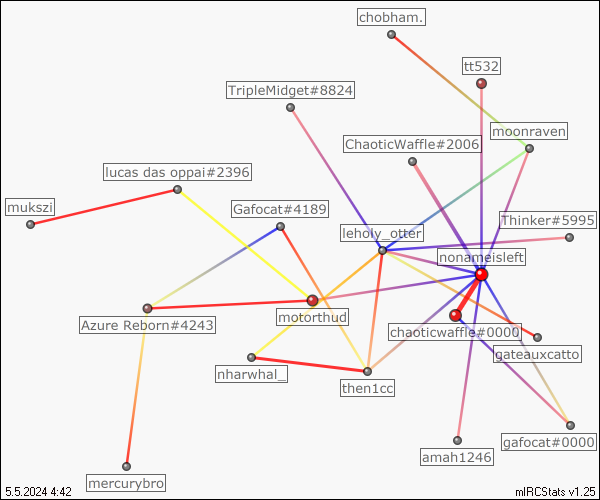 chobham.
tt532
TripleMidget#8824
moonraven
ChaoticWaffle#2006
lucas das oppai#2396
mukszi
Gafocat#4189
Thinker#5995
leholy_otter
nonameisleft
motorthud
Azure Reborn#4243
chaoticwaffle#0000
gateauxcatto
nharwhal_
then1cc
gafocat#0000
amah1246
mercurybro
5.5.2024 4:42
mIRCStats v1.25